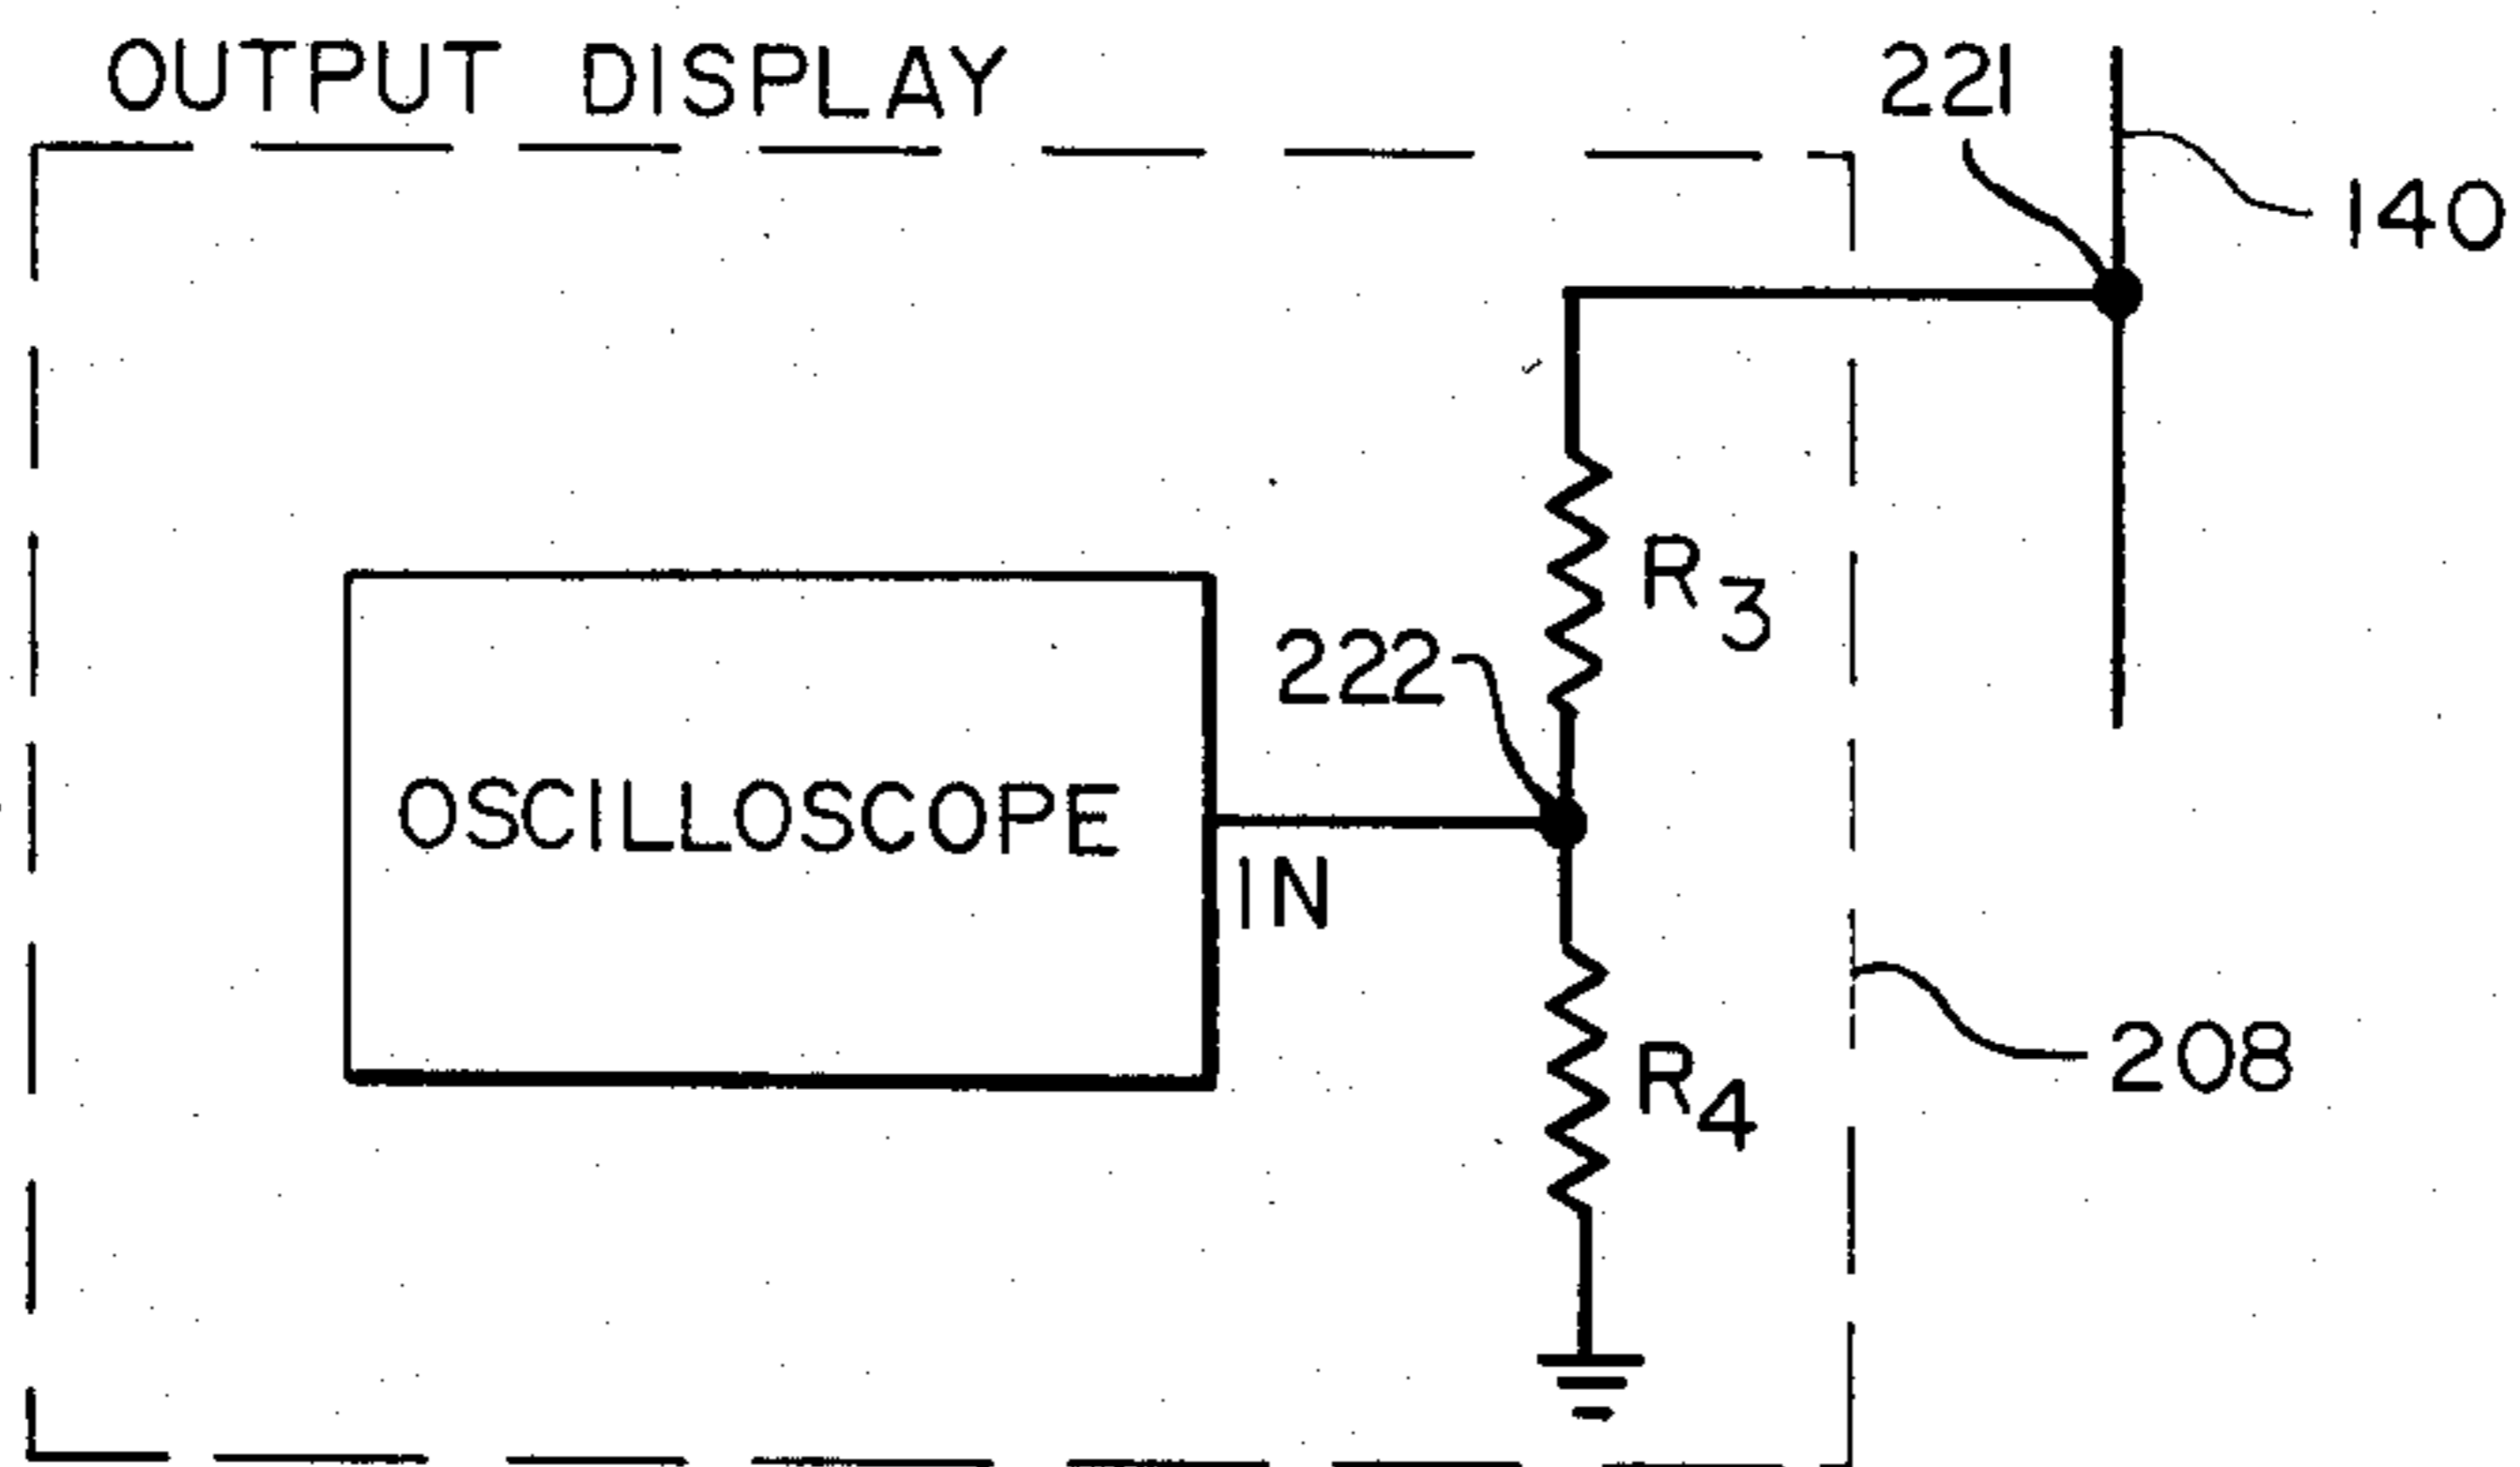 OUTPUT DISPLAY
221
140
R3
222
OSCILLOSCOPE
IN
R4
208